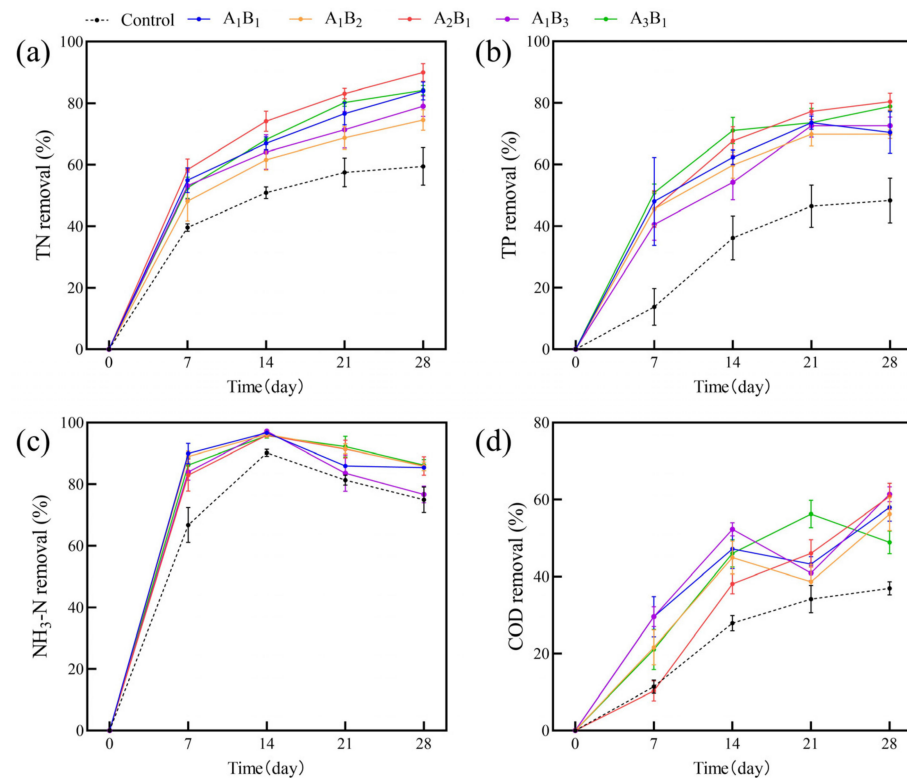 Control A₁B₁ A₁B₂ A₂B₁ A₁B₃ A₃B₁
(a)
100
80
60
40
20
0
TN removal (%)
0 7 14 21 28
Time(day)
(b)
100
80
60
40
20
0
TP removal (%)
0 7 14 21 28
Time(day)
(c)
100
80
60
40
20
0
NH₃-N removal (%)
0 7 14 21 28
Time(day)
(d)
80
60
40
20
0
COD removal (%)
0 7 14 21 28
Time(day)